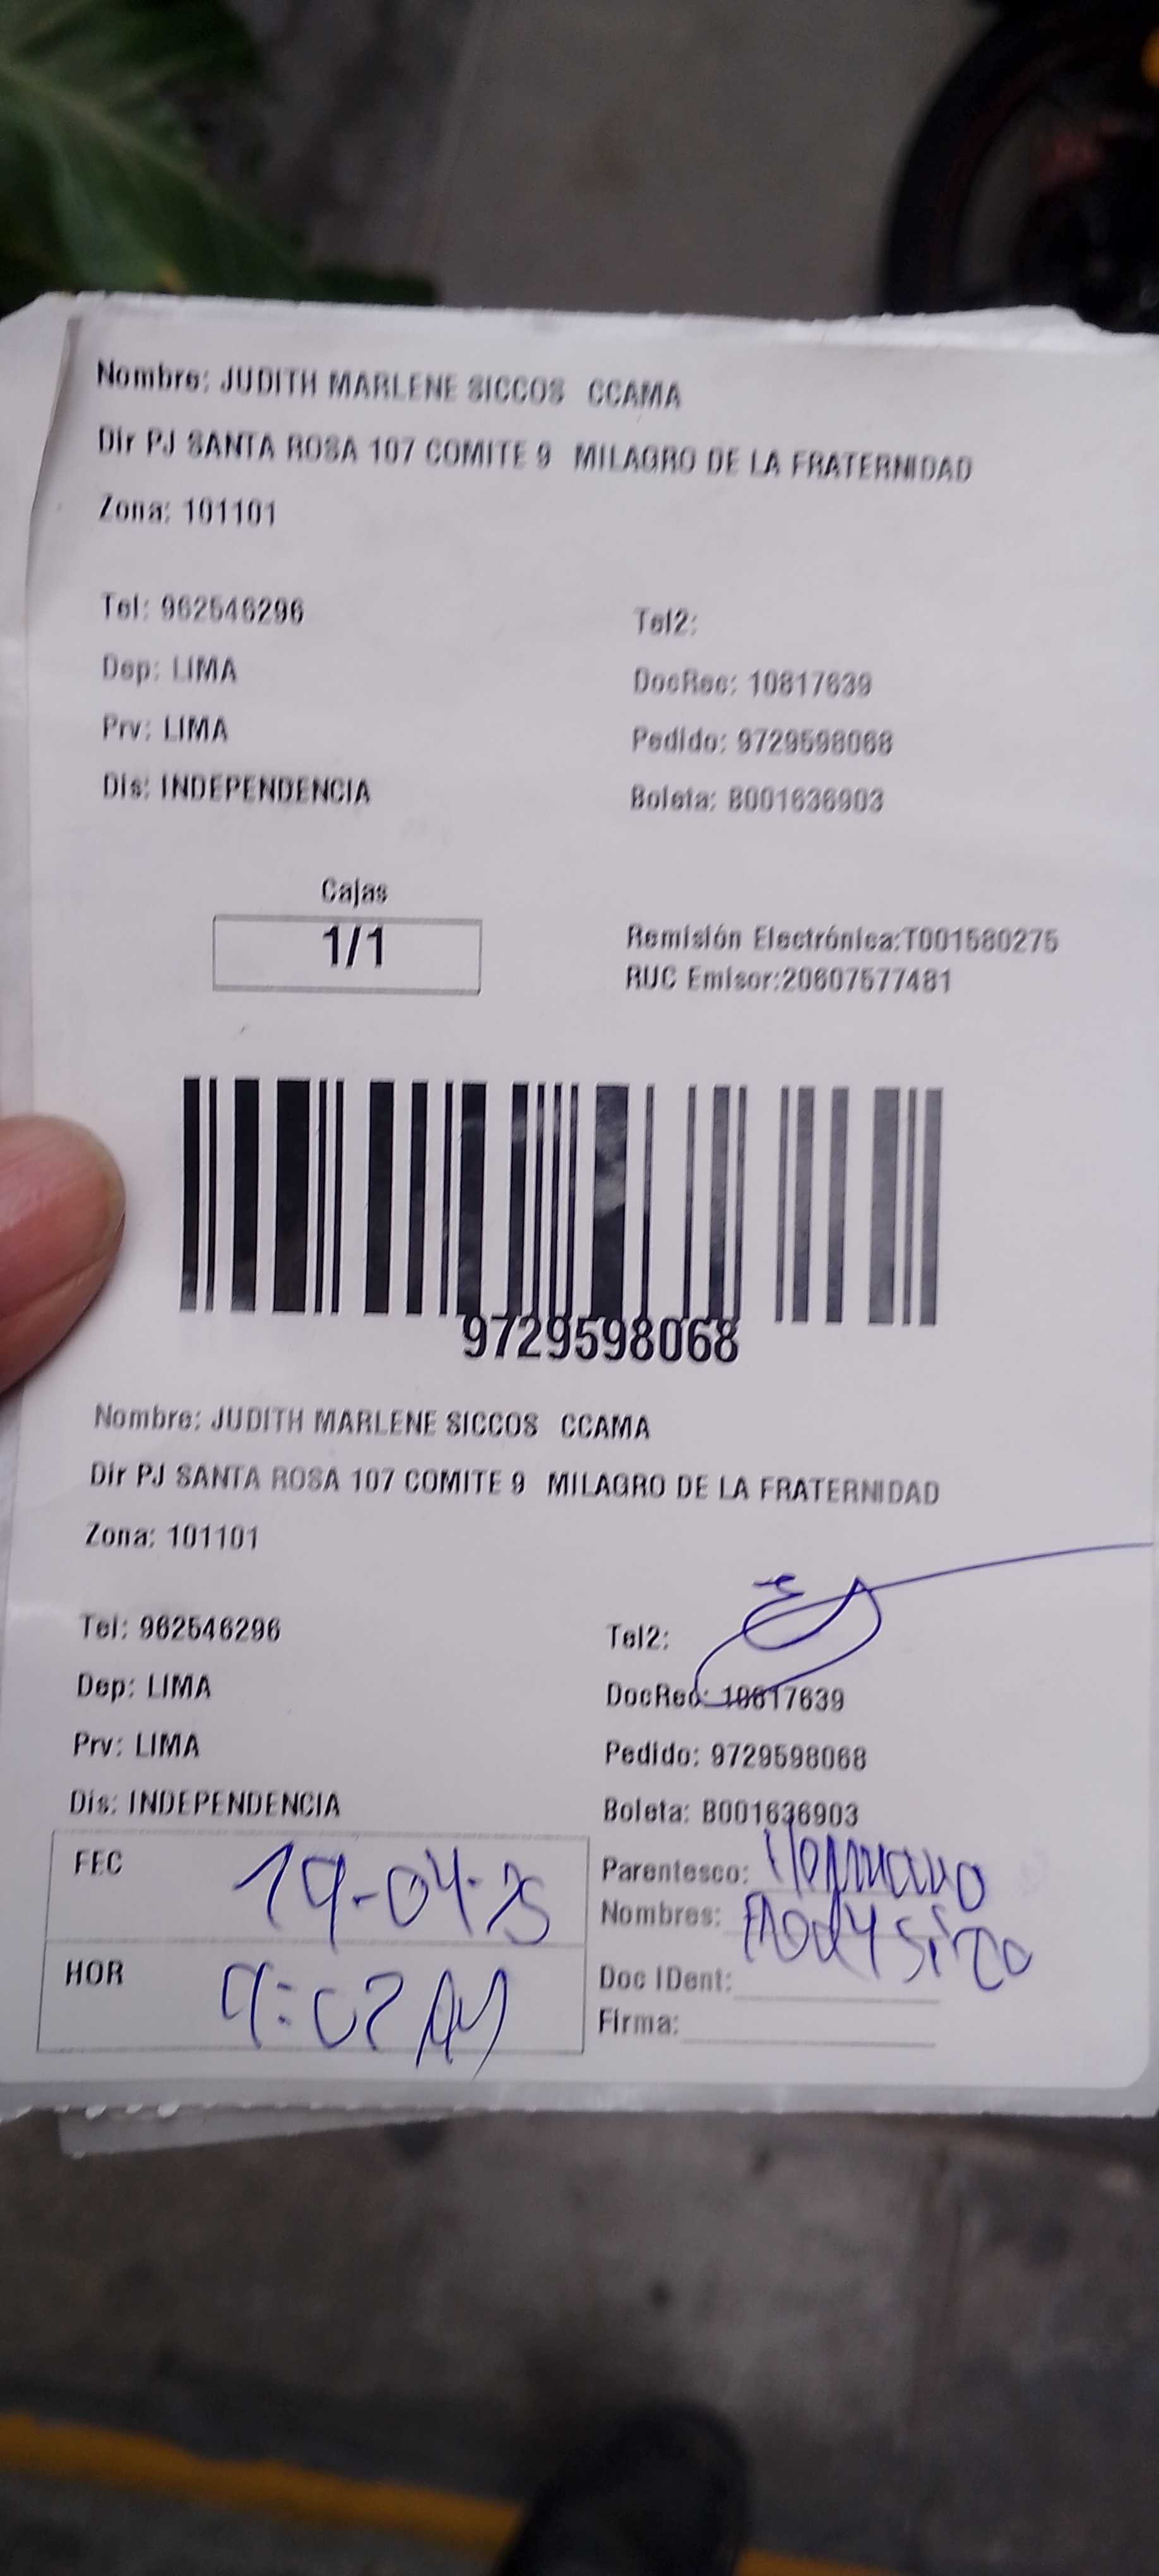 Nombre: JUDITH MARLENE SICCOS CCAMA
Dir PJ SANTA ROSA 107 COMITE 9 MILAGRO DE LA FRATERNIDAD
Zona: 101101
Tel: 962546296 Tel2:
Dep: LIMA DocRec: 10817639
Prv: LIMA Pedido: 9729598068
Dis: INDEPENDENCIA Boleta: B001636903
Cajas
1/1
Remisión Electrónica:T001580275
RUC Emisor:20607577481
9729598068
Nombre: JUDITH MARLENE SICCOS CCAMA
Dir PJ SANTA ROSA 107 COMITE 9 MILAGRO DE LA FRATERNIDAD
Zona: 101101
Tel: 962546296 Tel2:
Dep: LIMA DocRec: 10817639
Prv: LIMA Pedido: 9729598068
Dis: INDEPENDENCIA Boleta: B001636903
FEC 19-04-25
Parentesco: Hermano
Nombres:
HOR 9:02 AM
Doc IDent:
Firma: